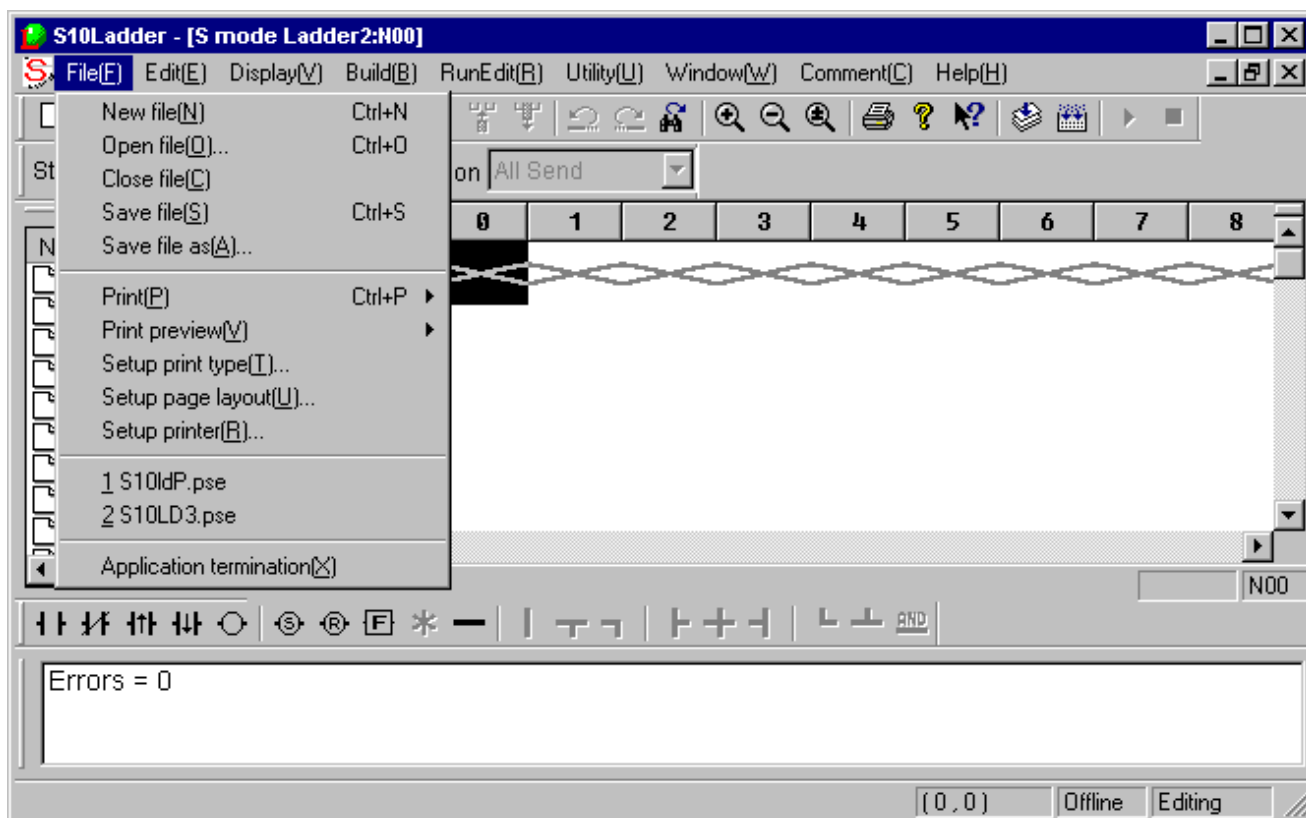 S10Ladder - [S mode Ladder2:N00]
File(F) Edit(E) Display(V) Build(B) RunEdit(R) Utility(U) Window(W) Comment(C) Help(H)
New file(N) Ctrl+N
Open file(O)... Ctrl+O
Close file(C)
Save file(S) Ctrl+S
Save file as(A)...
Print(P) Ctrl+P
Print preview(V)
Setup print type(T)...
Setup page layout(U)...
Setup printer(R)...
1 S10ldP.pse
2 S10LD3.pse
Application termination(X)
St
on All Send
0 1 2 3 4 5 6 7 8
N
N00
S R F AND
Errors = 0
(0,0) Offline Editing